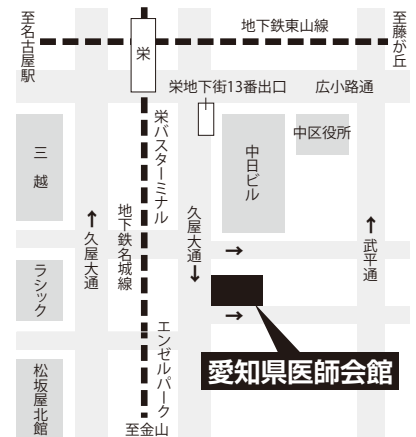 至名古屋駅
地下鉄東山線
至藤が丘
栄
栄地下街13番出口
広小路通
三越
栄バスターミナル
中日ビル
中区役所
↑久屋大通
地下鉄名城線
久屋大通↓
→
↑武平通
ラシック
→
エンゼルパーク
愛知県医師会館
松坂屋北館
至金山